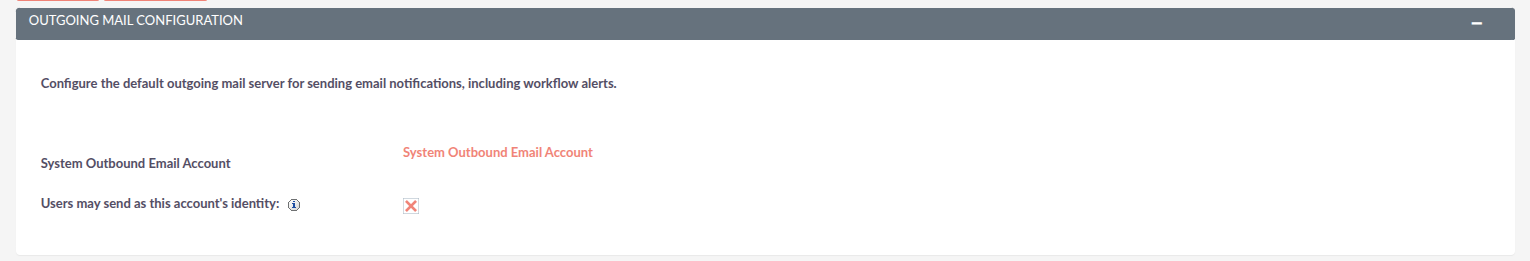 OUTGOING MAIL CONFIGURATION
Configure the default outgoing mail server for sending email notifications, including workflow alerts.
System Outbound Email Account
System Outbound Email Account
Users may send as this account's identity: